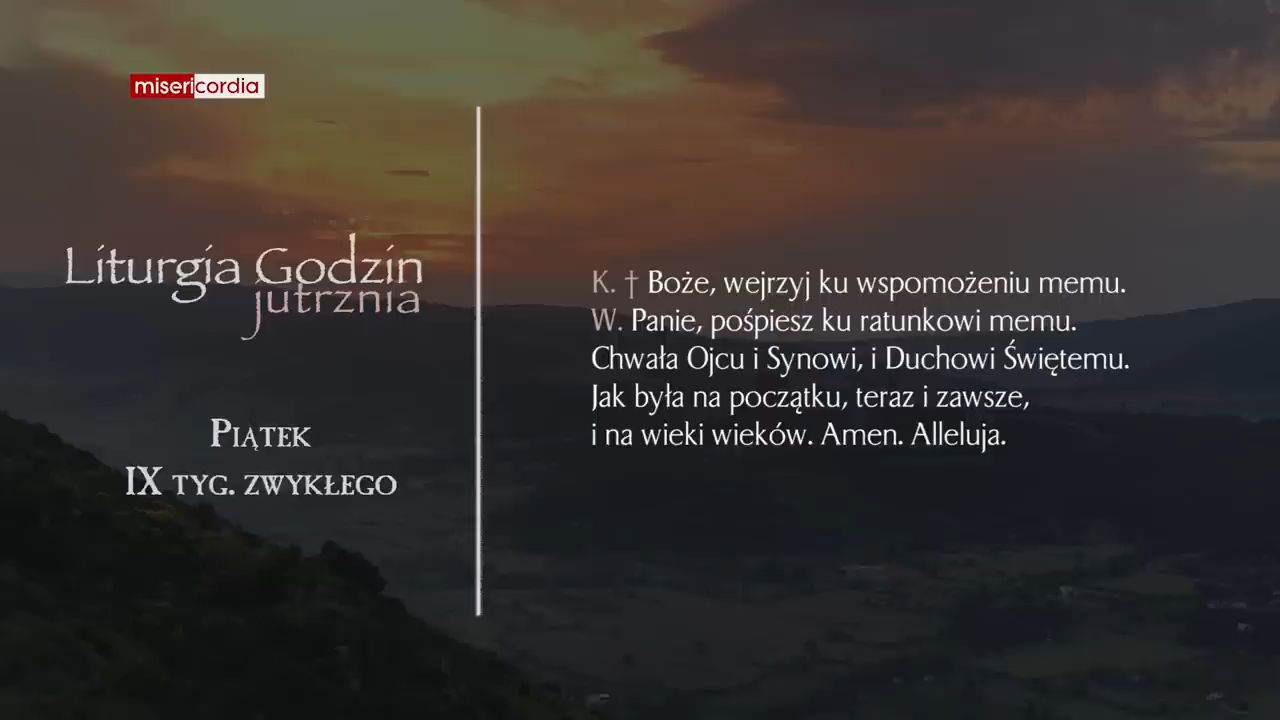 misericordia
Liturgia Godzin
jutrznia
Piątek
IX tyg. zwykłego
K. † Boże, wejrzyj ku wspomożeniu memu.
W. Panie, pośpiesz ku ratunkowi memu.
Chwała Ojcu i Synowi, i Duchowi Świętemu.
Jak była na początku, teraz i zawsze,
i na wieki wieków. Amen. Alleluja.